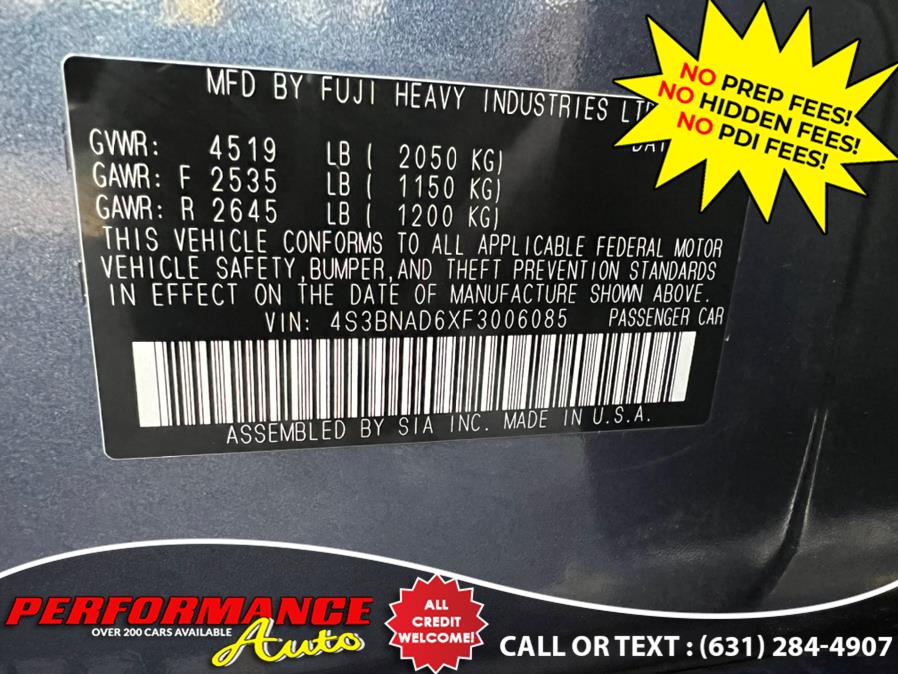 MFD BY FUJI HEAVY INDUSTRIES LTD
GVWR: 4519 LB ( 2050 KG)
GAWR: F 2535 LB ( 1150 KG)
GAWR: R 2645 LB ( 1200 KG)
THIS VEHICLE CONFORMS TO ALL APPLICABLE FEDERAL MOTOR
VEHICLE SAFETY,BUMPER,AND THEFT PREVENTION STANDARDS
IN EFFECT ON THE DATE OF MANUFACTURE SHOWN ABOVE.
VIN: 4S3BNAD6XF3006085 PASSENGER CAR
ASSEMBLED BY SIA INC. MADE IN U.S.A.
NO PREP FEES!
NO HIDDEN FEES!
NO PDI FEES!
PERFORMANCE
OVER 200 CARS AVAILABLE
Auto
ALL
CREDIT
WELCOME!
CALL OR TEXT : (631) 284-4907